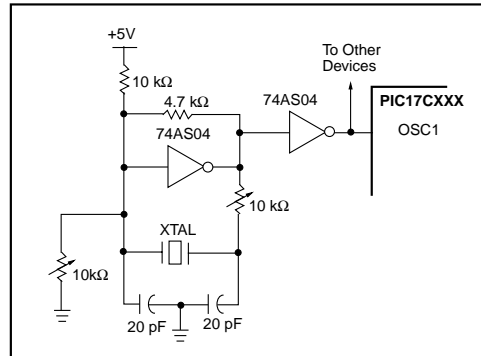 +5V
To Other
Devices
10 kΩ
4.7 kΩ
74AS04
PIC17CXXX
74AS04
OSC1
10 kΩ
XTAL
10kΩ
20 pF
20 pF